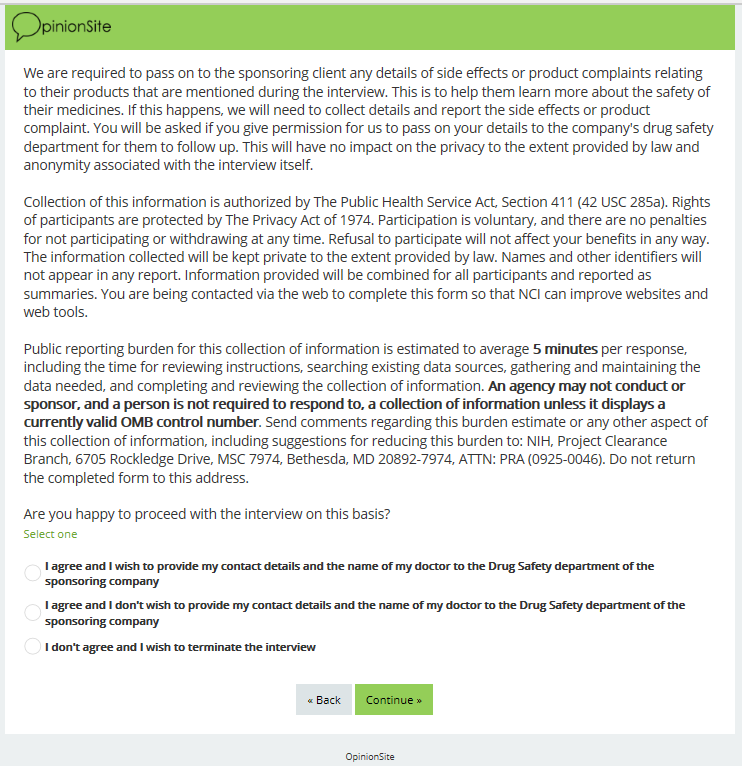 OpinionSite
We are required to pass on to the sponsoring client any details of side effects or product complaints relating
to their products that are mentioned during the interview. This is to help them learn more about the safety of
their medicines. If this happens, we will need to collect details and report the side effects or product
complaint. You will be asked if you give permission for us to pass on your details to the company's drug safety
department for them to follow up. This will have no impact on the privacy to the extent provided by law and
anonymity associated with the interview itself.
Collection of this information is authorized by The Public Health Service Act, Section 411 (42 USC 285a). Rights
of participants are protected by The Privacy Act of 1974. Participation is voluntary, and there are no penalties
for not participating or withdrawing at any time. Refusal to participate will not affect your benefits in any way.
The information collected will be kept private to the extent provided by law. Names and other identifiers will
not appear in any report. Information provided will be combined for all participants and reported as
summaries. You are being contacted via the web to complete this form so that NCI can improve websites and
web tools.
Public reporting burden for this collection of information is estimated to average 5 minutes per response,
including the time for reviewing instructions, searching existing data sources, gathering and maintaining the
data needed, and completing and reviewing the collection of information. An agency may not conduct or
sponsor, and a person is not required to respond to, a collection of information unless it displays a
currently valid OMB control number. Send comments regarding this burden estimate or any other aspect of
this collection of information, including suggestions for reducing this burden to: NIH, Project Clearance
Branch, 6705 Rockledge Drive, MSC 7974, Bethesda, MD 20892-7974, ATTN: PRA (0925-0046). Do not return
the completed form to this address.
Are you happy to proceed with the interview on this basis?
Select one
I agree and I wish to provide my contact details and the name of my doctor to the Drug Safety department of the
sponsoring company
I agree and I don't wish to provide my contact details and the name of my doctor to the Drug Safety department of the
sponsoring company
I don't agree and I wish to terminate the interview
« Back Continue »
OpinionSite